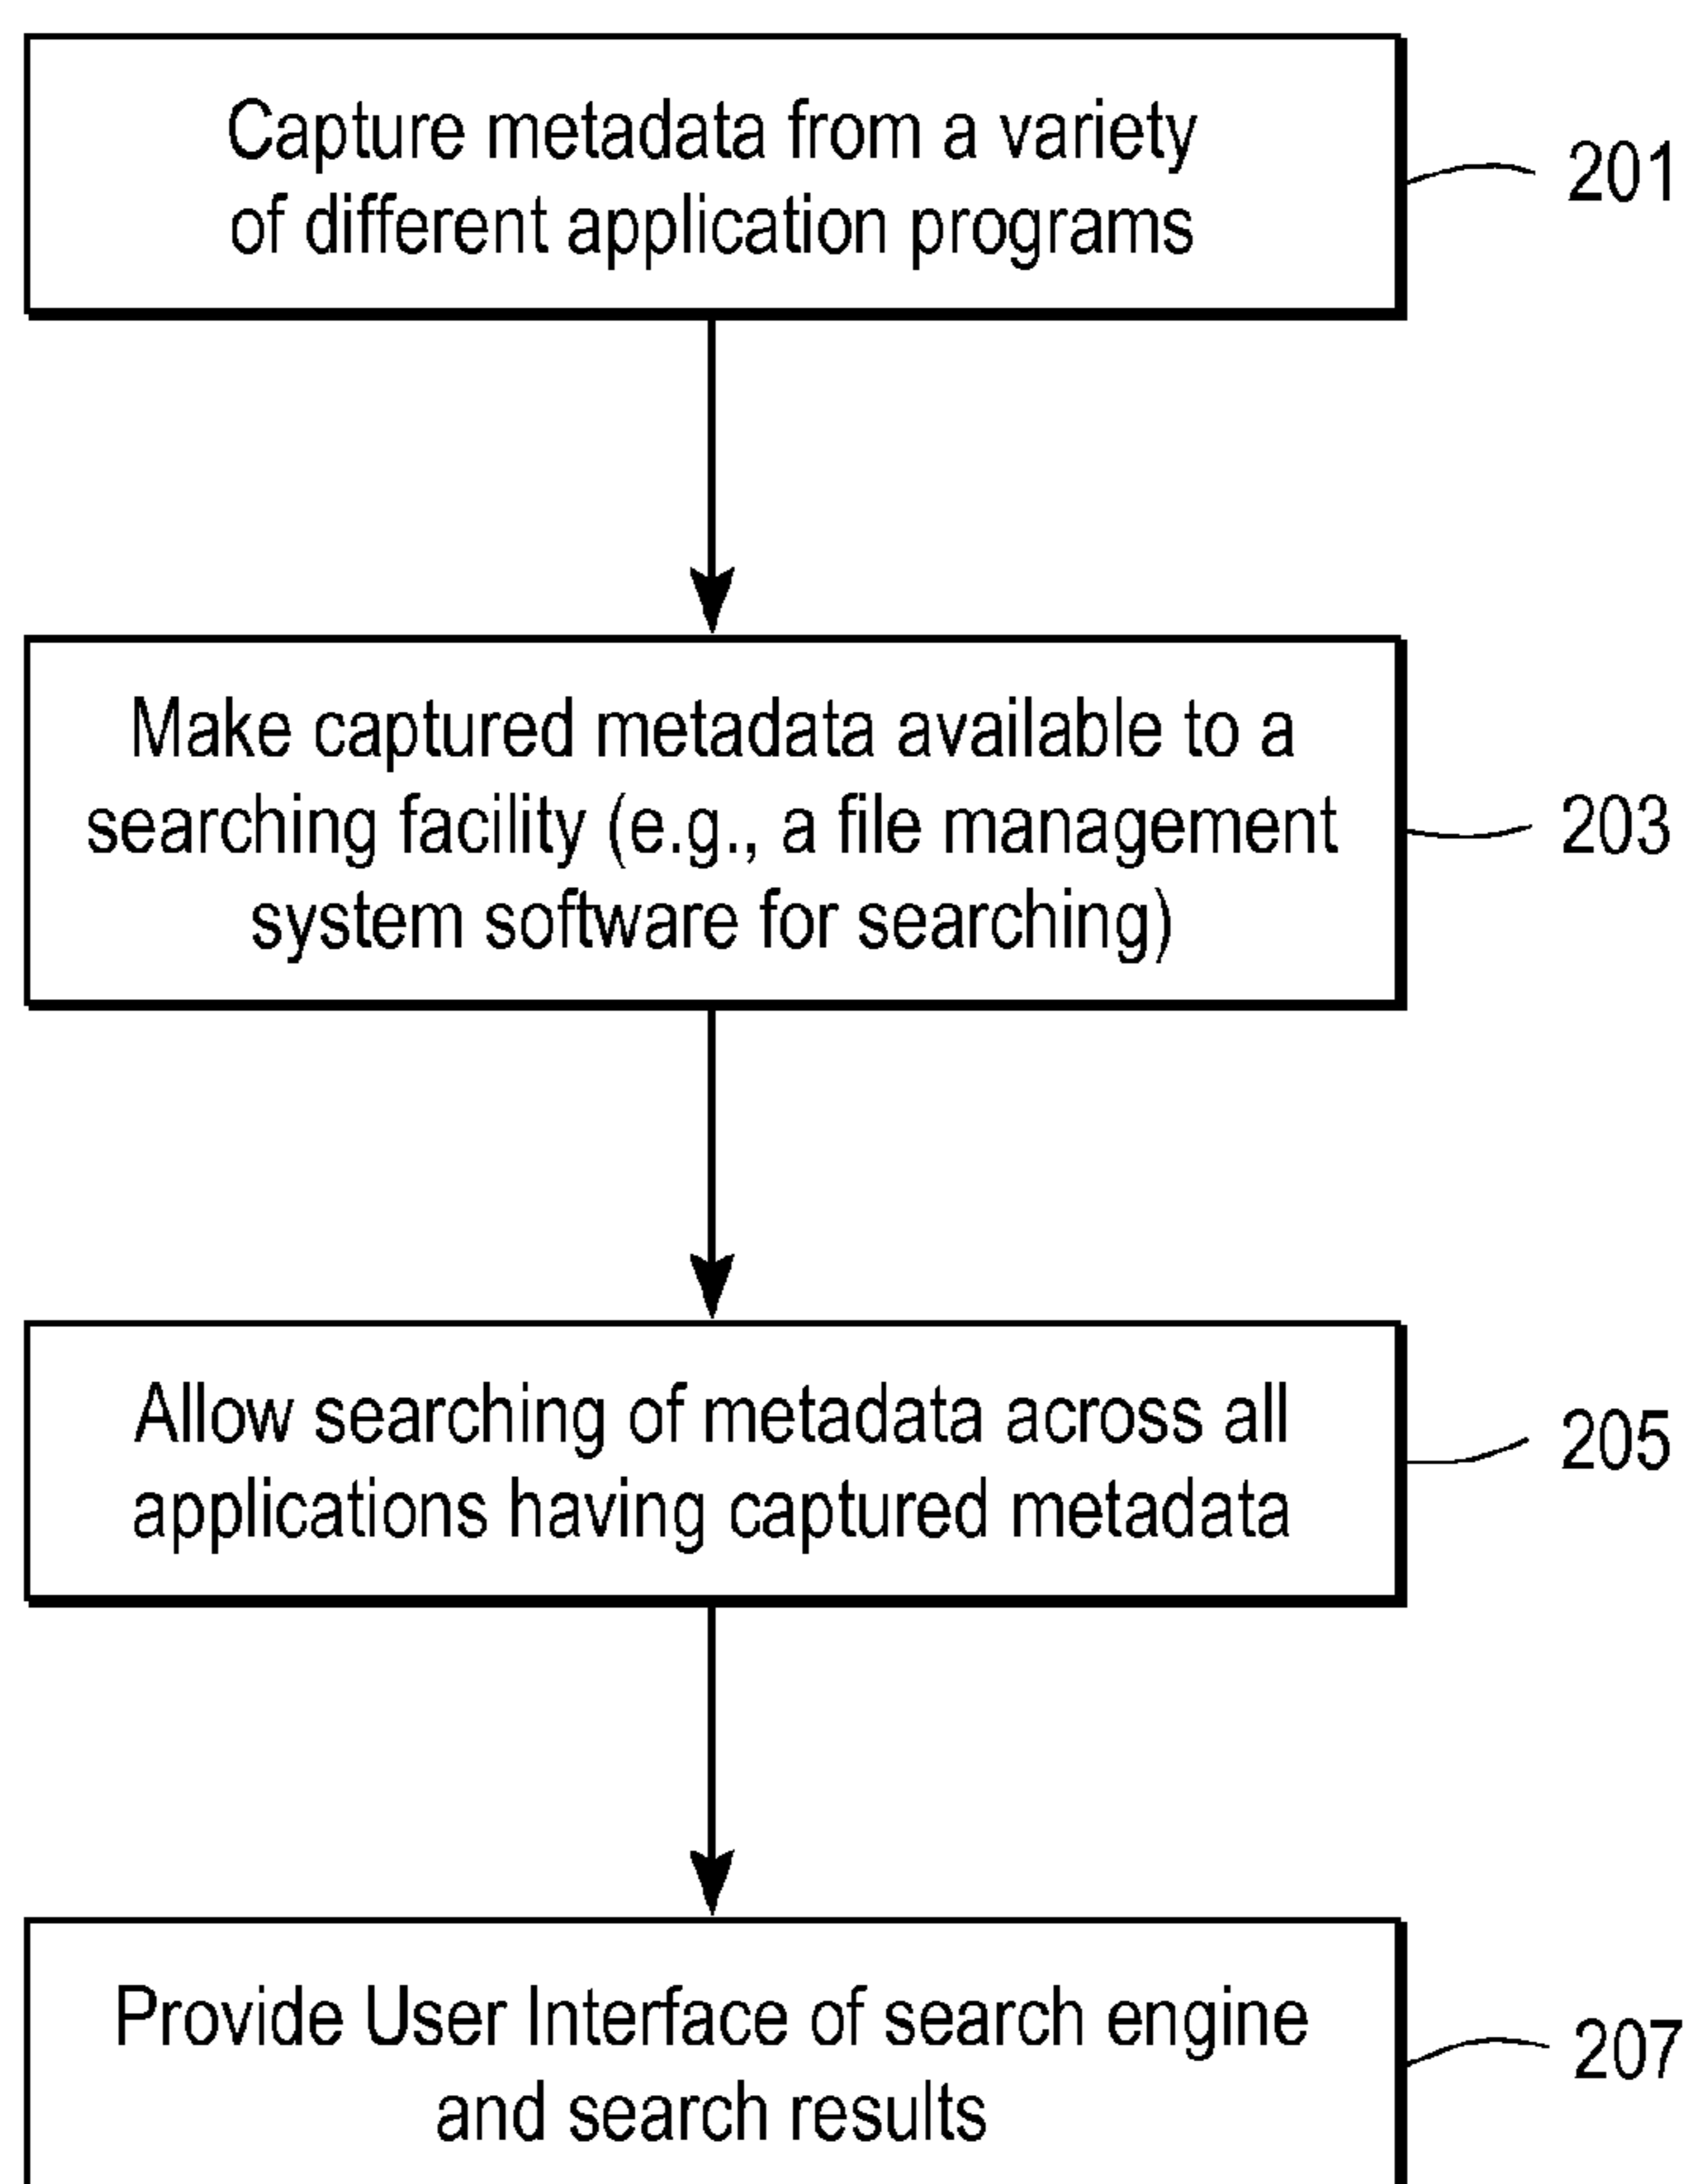 Capture metadata from a variety
of different application programs
201
Make captured metadata available to a
searching facility (e.g., a file management
system software for searching)
203
Allow searching of metadata across all
applications having captured metadata
205
Provide User Interface of search engine
and search results
207